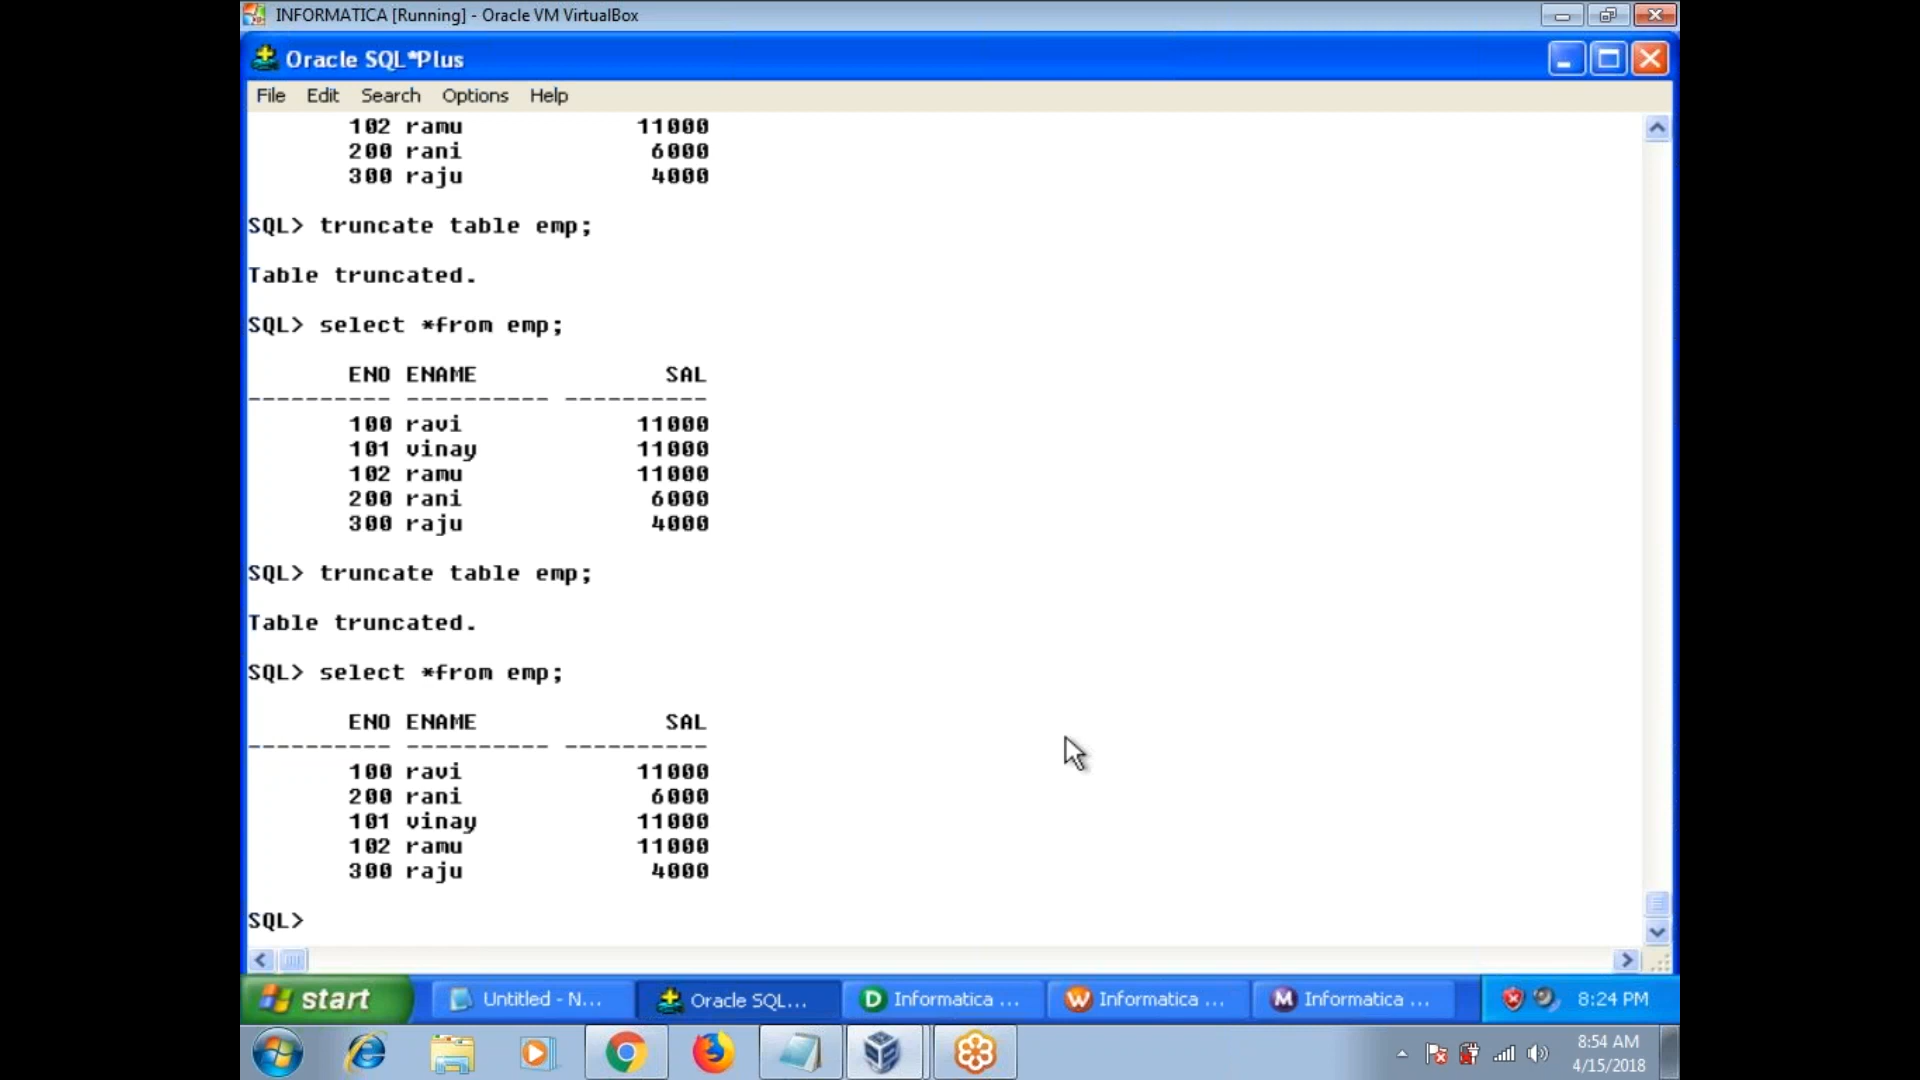 INFORMATICA [Running] - Oracle VM VirtualBox
Oracle SQL*Plus
File Edit Search Options Help
102 ramu 11000
200 rani 6000
300 raju 4000
SQL> truncate table emp;
Table truncated.
SQL> select *from emp;
ENO ENAME SAL
---------- ---------- ----------
100 ravi 11000
101 vinay 11000
102 ramu 11000
200 rani 6000
300 raju 4000
SQL> truncate table emp;
Table truncated.
SQL> select *from emp;
ENO ENAME SAL
---------- ---------- ----------
100 ravi 11000
200 rani 6000
101 vinay 11000
102 ramu 11000
300 raju 4000
SQL>
start Untitled - N... Oracle SQL... D Informatica ... W Informatica ... M Informatica ... 8:24 PM
8:54 AM
4/15/2018